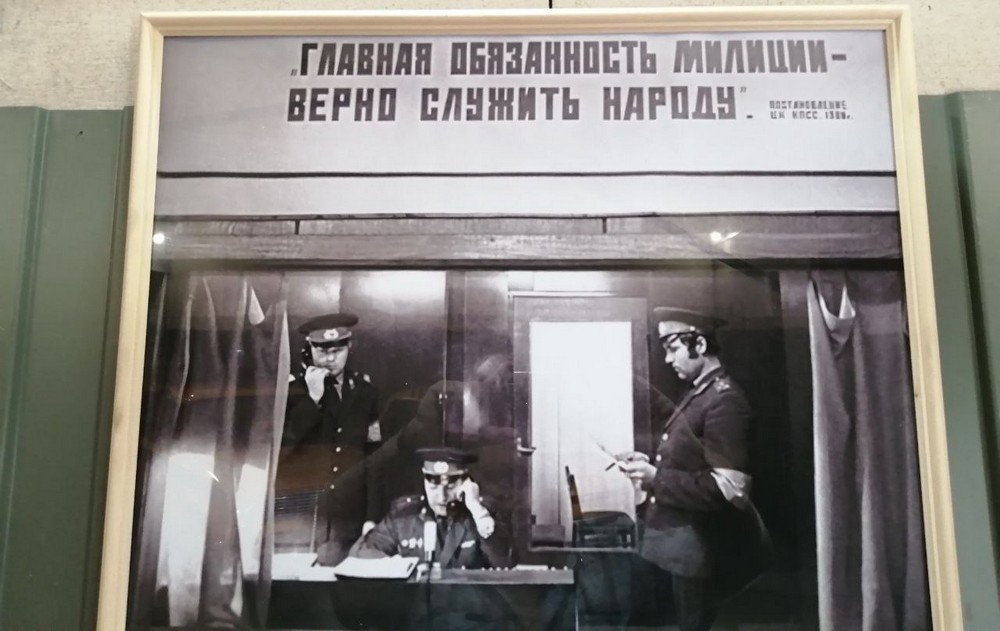 „ГЛАВНАЯ ОБЯЗАННОСТЬ МИЛИЦИИ-
ВЕРНО СЛУЖИТЬ НАРОДУ".
ПОСТАНОВЛЕНИЕ
ЦК КПСС.